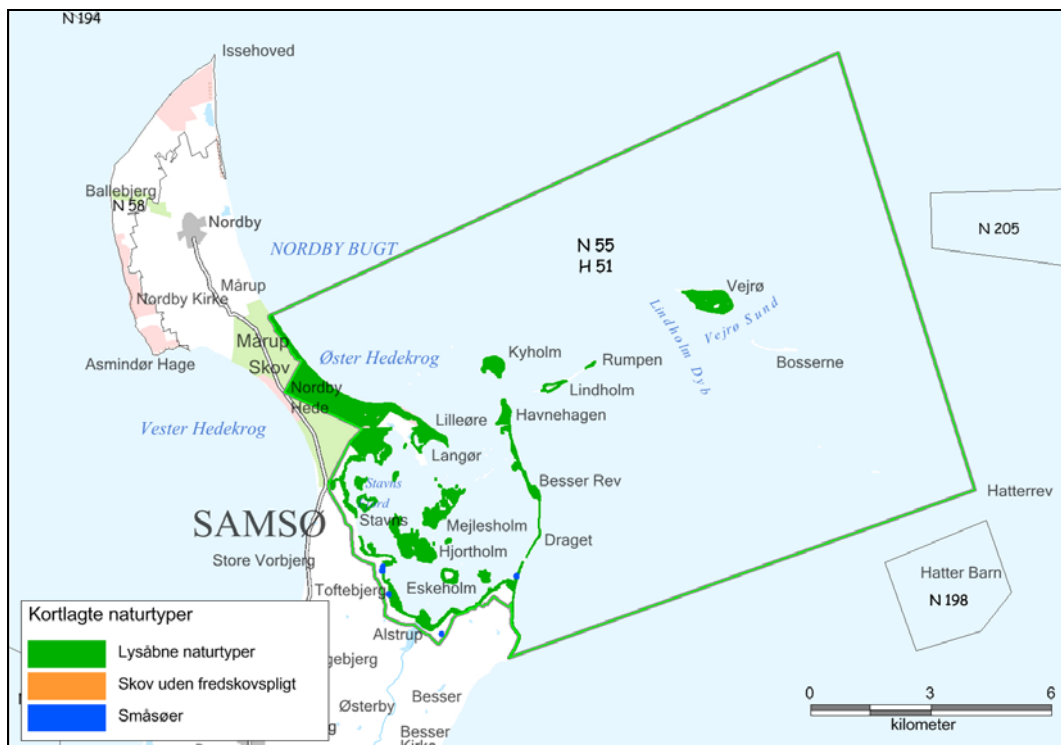 N 194
Issehoved
Ballebjerg
N 58
Nordby
N 205
NORDBY BUGT
N 55
H 51
Mårup
Nordby Kirke
Vejrø
Lindholm Dyb
Vejrø Sund
Mårup
Skov
Øster Hedekrog
Kyholm
Rumpen
Bosserne
Asmindør Hage
Lindholm
Nordby
Hede
Havnehagen
Lilleøre
Vester Hedekrog
Langør
Besser Rev
Stavns
Hatterrev
SAMSØ
Stavns
Mejlesholm
Draget
Hjortholm
Store Vorbjerg
Hatter Barn
N 198
Toftebjerg
Eskeholm
Alstrup
Besser
Østerby
Besser
Kortlagte naturtyper
Lysåbne naturtyper
Skov uden fredskovspligt
Småsøer
0 3 6
kilometer